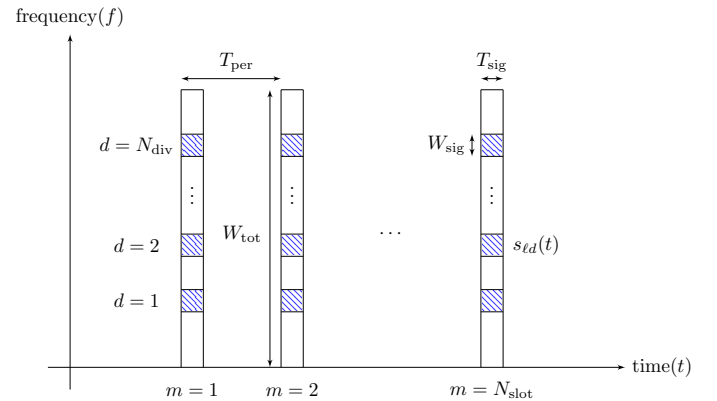 frequency(f)
T_per
T_sig
d = N_div
W_sig
⋮ ⋮ ⋮
W_tot
...
d = 2
s_ℓd(t)
d = 1
time(t)
m = 1
m = 2
m = N_slot